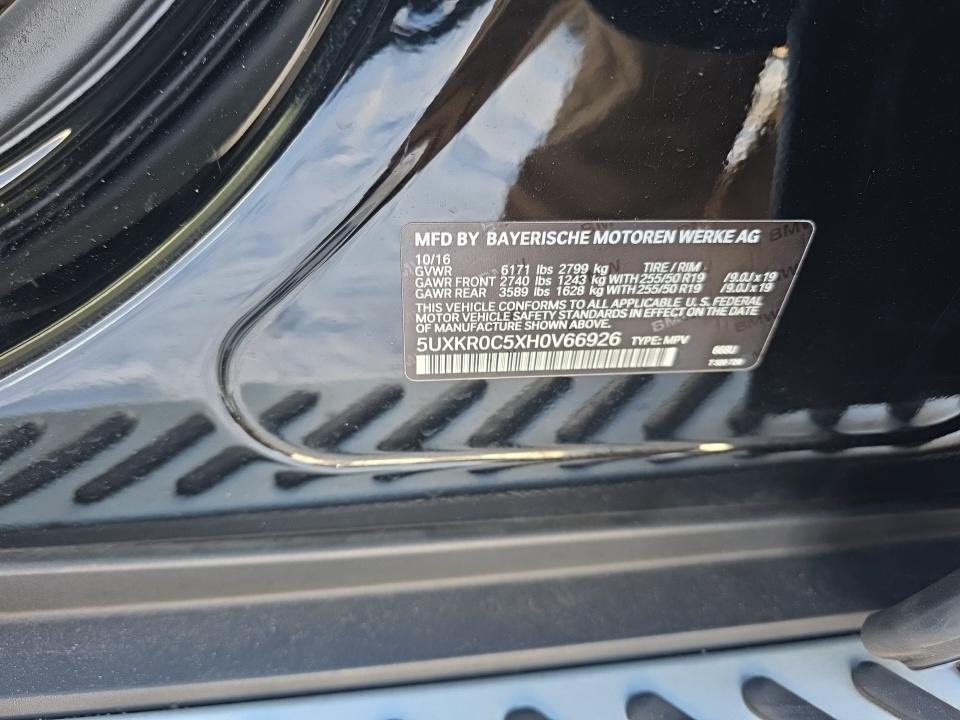 MFD BY BAYERISCHE MOTOREN WERKE AG
10/16
GVWR 6171 lbs 2799 kg TIRE / RIM
GAWR FRONT 2740 lbs 1243 kg WITH 255/50 R19 /9.0J x 19
GAWR REAR 3589 lbs 1628 kg WITH 255/50 R19 /9.0J x 19
THIS VEHICLE CONFORMS TO ALL APPLICABLE U.S. FEDERAL
MOTOR VEHICLE SAFETY STANDARDS IN EFFECT ON THE DATE
OF MANUFACTURE SHOWN ABOVE.
5UXKR0C5XH0V66926 TYPE: MPV
668U